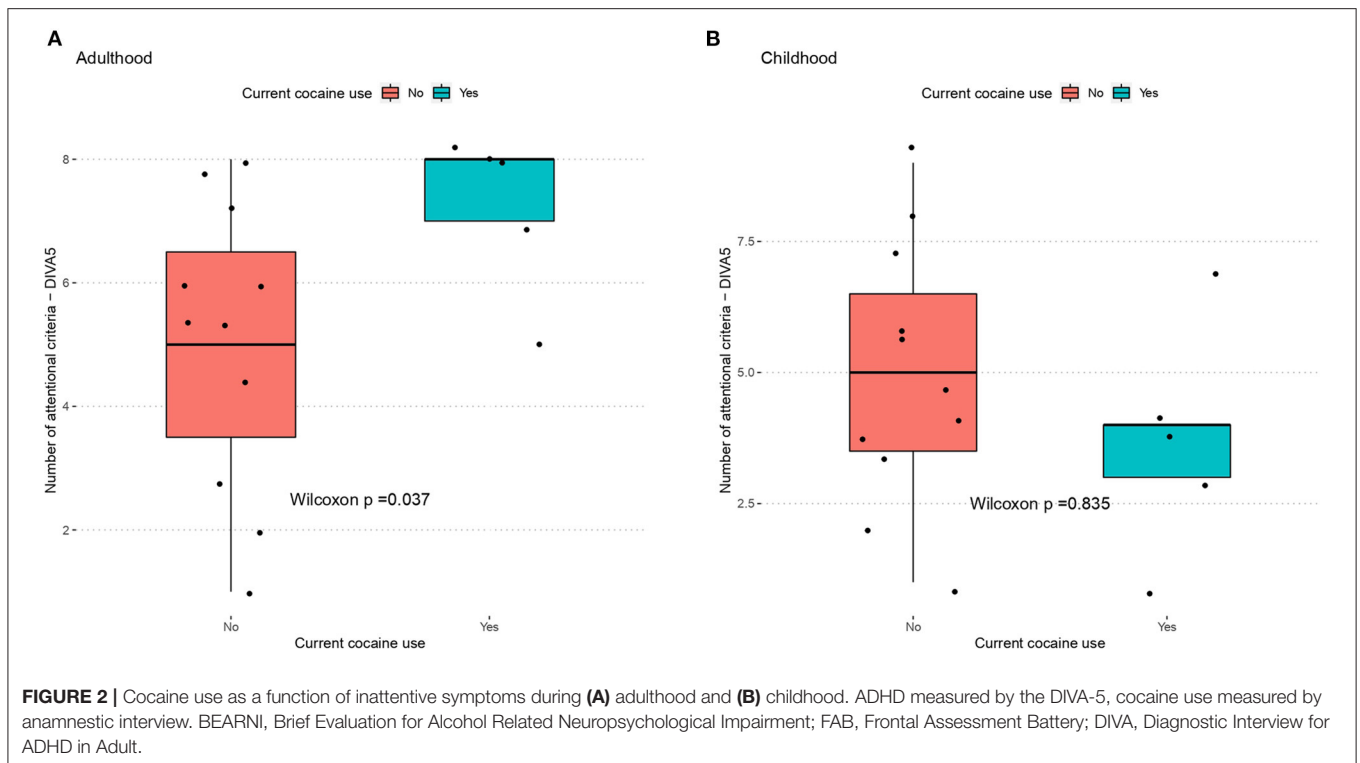 A
Adulthood
Current cocaine use No Yes
8
6
4
2
Number of attentional criteria – DIVA5
Wilcoxon p =0.037
No Yes
Current cocaine use
B
Childhood
Current cocaine use No Yes
7.5
5.0
2.5
Number of attentional criteria – DIVA5
Wilcoxon p =0.835
No Yes
Current cocaine use
FIGURE 2 | Cocaine use as a function of inattentive symptoms during (A) adulthood and (B) childhood. ADHD measured by the DIVA-5, cocaine use measured by
anamnestic interview. BEARNI, Brief Evaluation for Alcohol Related Neuropsychological Impairment; FAB, Frontal Assessment Battery; DIVA, Diagnostic Interview for
ADHD in Adult.